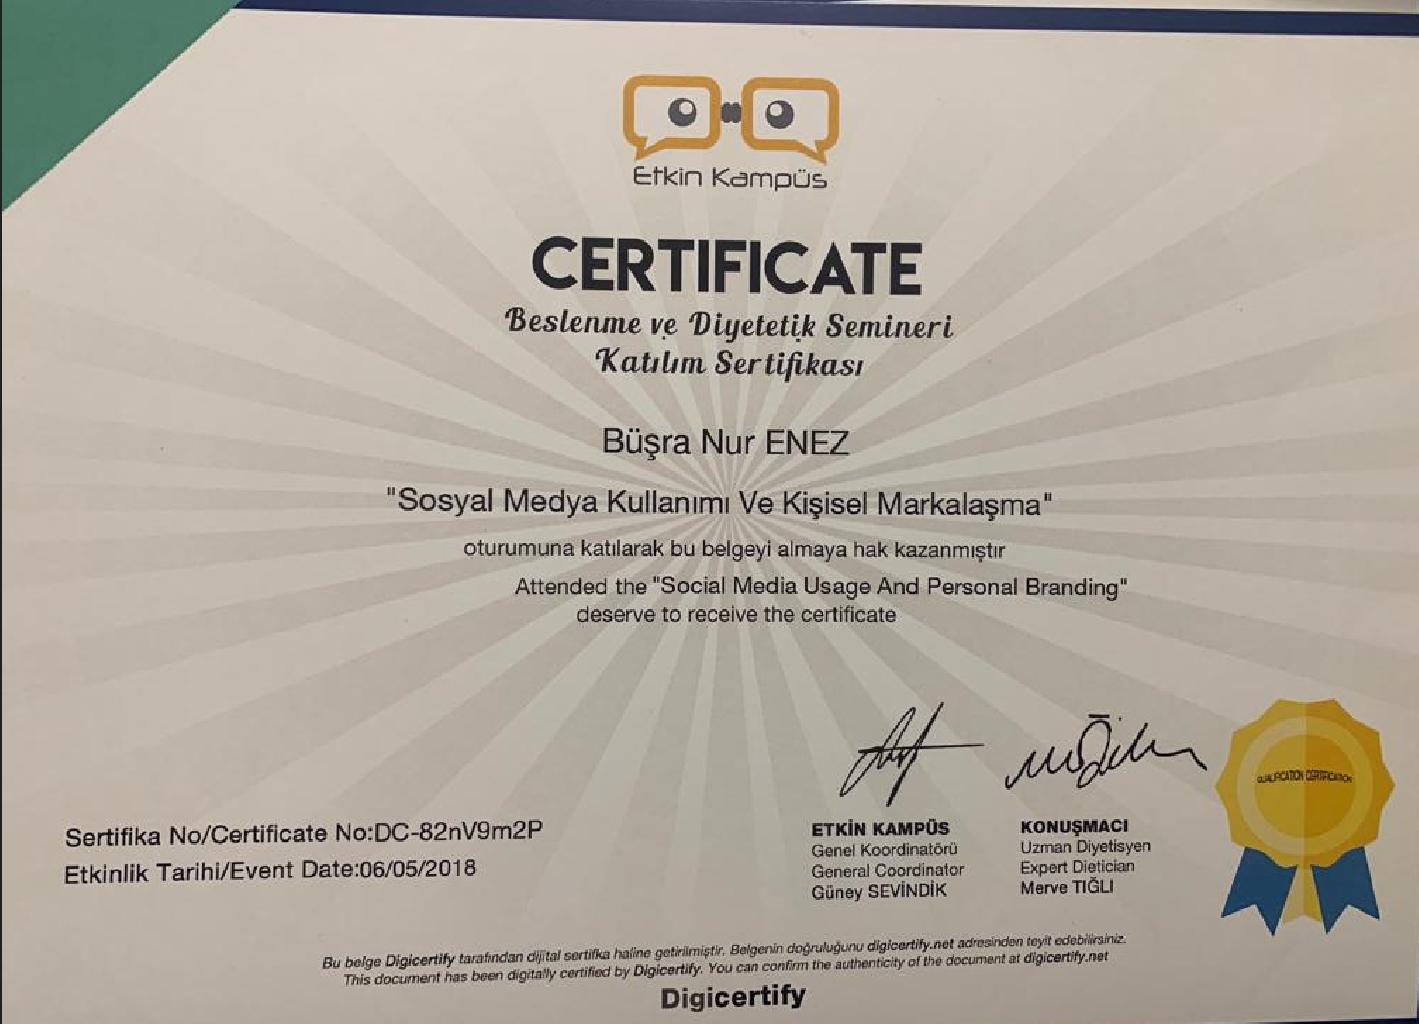 Etkin Kampüs
CERTIFICATE
Beslenme ve Diyetetik Semineri
Katılım Sertifikası
Büşra Nur ENEZ
"Sosyal Medya Kullanımı Ve Kişisel Markalaşma"
oturumuna katılarak bu belgeyi almaya hak kazanmıştır
Attended the "Social Media Usage And Personal Branding"
deserve to receive the certificate
QUALIFICATION CERTIFICATION
Sertifika No/Certificate No:DC-82nV9m2P
Etkinlik Tarihi/Event Date:06/05/2018
ETKİN KAMPÜS
Genel Koordinatörü
General Coordinator
Güney SEVİNDİK
KONUŞMACI
Uzman Diyetisyen
Expert Dietician
Merve TIĞLI
Bu belge Digicertify tarafından dijital sertifka haline getirilmiştir. Belgenin doğruluğunu digicertify.net adresinden teyit edebilirsiniz.
This document has been digitally certified by Digicertify. You can confirm the authenticity of the document at digicertify.net
Digicertify